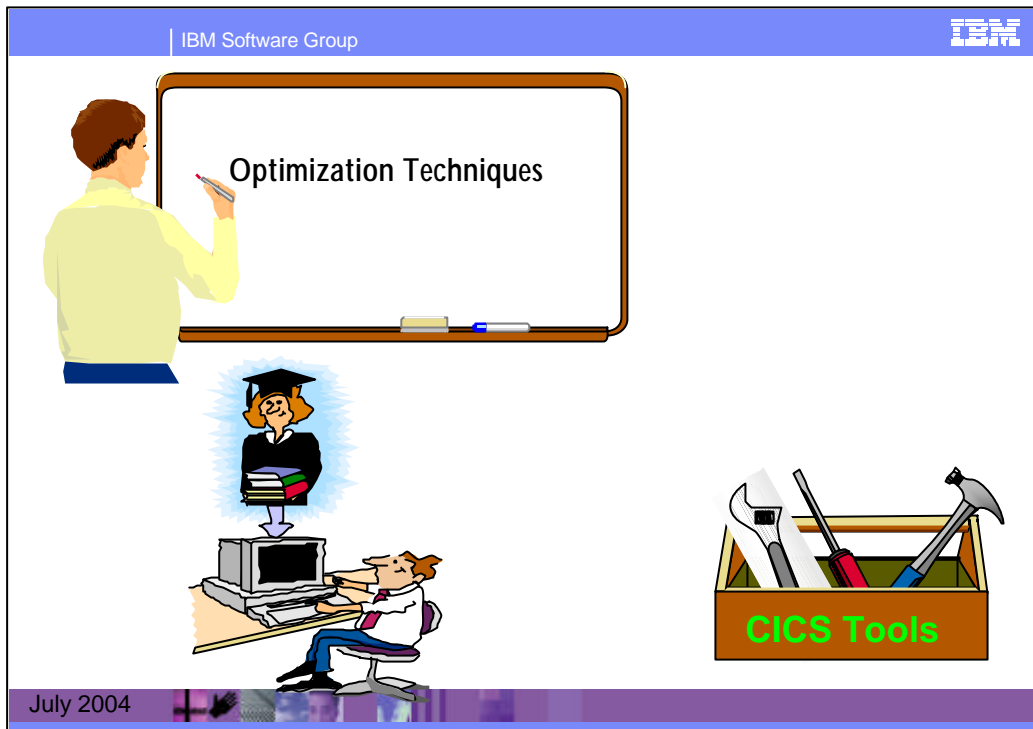 IBM Software Group
IBM
Optimization Techniques
CICS Tools
July 2004